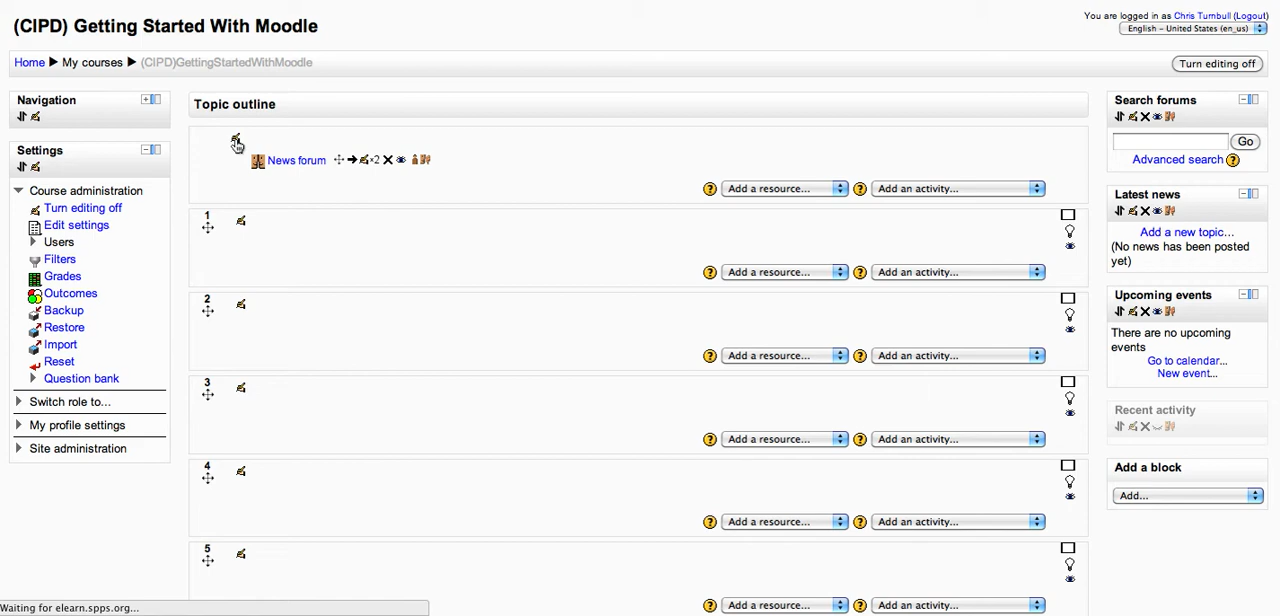 (CIPD) Getting Started With Moodle
You are logged in as Chris Turnbull (Logout)
English - United States (en_us)
Home ▶ My courses ▶ (CIPD)GettingStartedWithMoodle
Turn editing off
Navigation
Settings
Course administration
Turn editing off
Edit settings
Users
Filters
Grades
Outcomes
Backup
Restore
Import
Reset
Question bank
Switch role to...
My profile settings
Site administration
Topic outline
News forum
×2
? Add a resource... ? Add an activity...
1
? Add a resource... ? Add an activity...
2
? Add a resource... ? Add an activity...
3
? Add a resource... ? Add an activity...
4
? Add a resource... ? Add an activity...
5
? Add a resource... ? Add an activity...
Search forums
Go
Advanced search ?
Latest news
Add a new topic...
(No news has been posted
yet)
Upcoming events
There are no upcoming
events
Go to calendar...
New event...
Recent activity
Add a block
Add...
Waiting for elearn.spps.org...